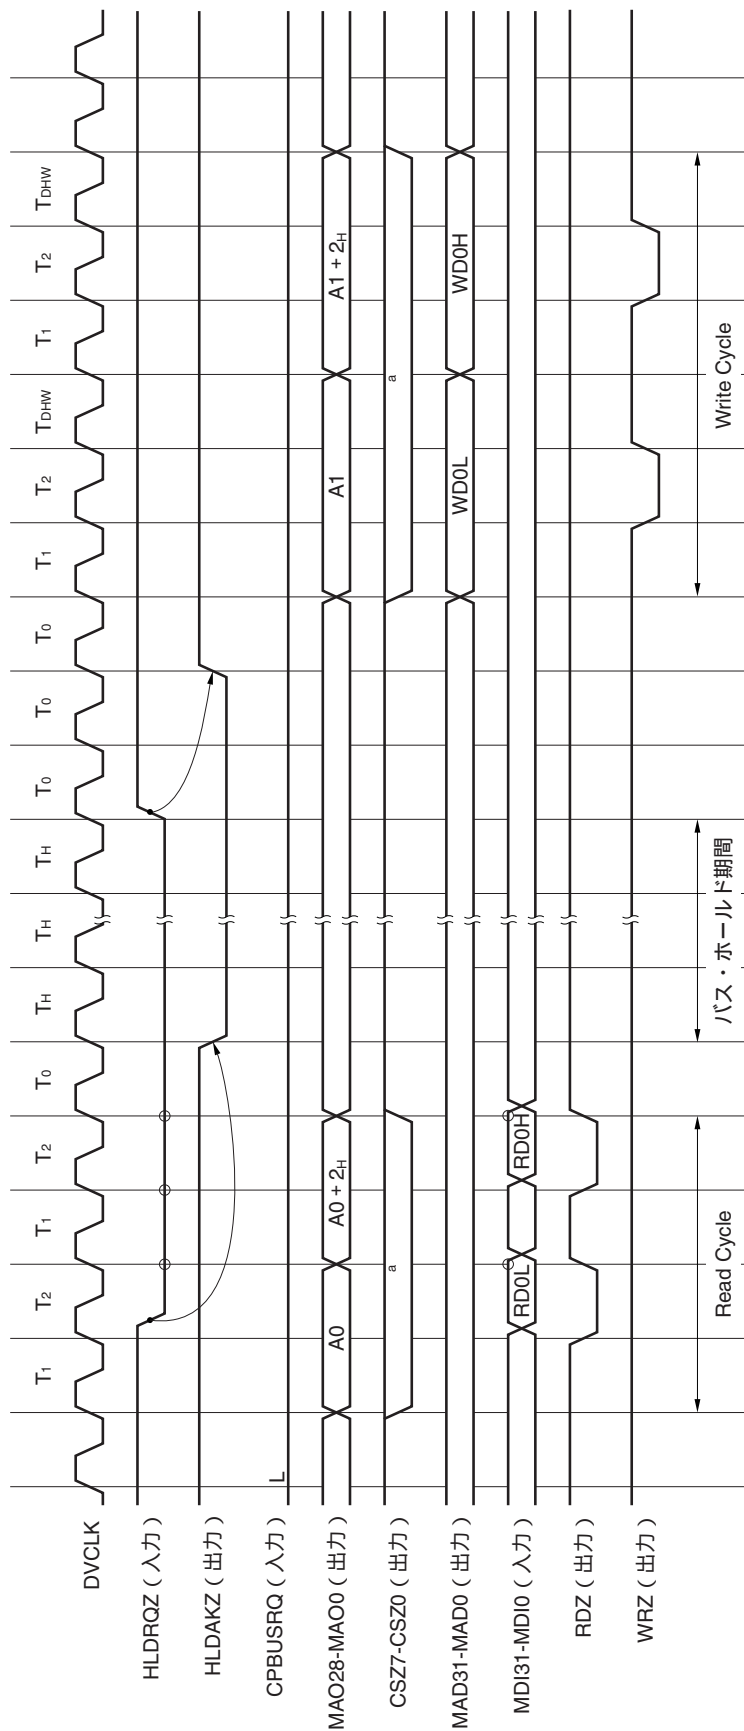 T1 T2 T1 T2 T0 TH TH TH T0 T0 T0 T1 T2 TDHW T1 T2 TDHW
DVCLK
HLDRQZ（入力）
HLDAKZ（出力）
CPBUSRQ（入力） L
MAO28-MAO0（出力） A0 A0 + 2H A1 A1 + 2H
CSZ7-CSZ0（出力） a a
MAD31-MAD0（出力） WD0L WD0H
MDI31-MDI0（入力） RD0L RD0H
RDZ（出力）
WRZ（出力）
Read Cycle バス・ホールド期間 Write Cycle